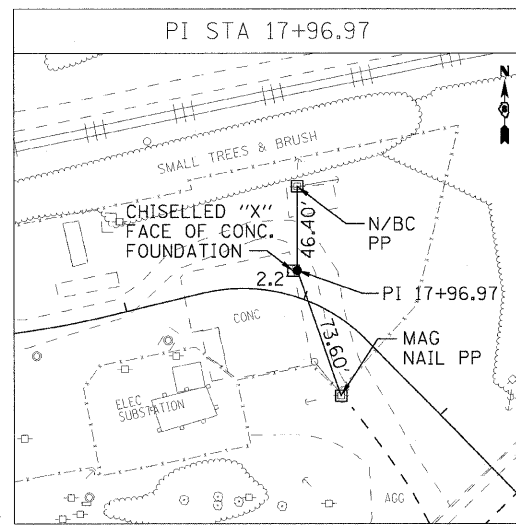 PI STA 17+96.97
N
SMALL TREES & BRUSH
CHISELLED "X"
FACE OF CONC.
FOUNDATION
46.40'
N/BC
PP
2.2
PI 17+96.97
CONC
73.60'
MAG
NAIL PP
ELEC
SUBSTATION
AGG